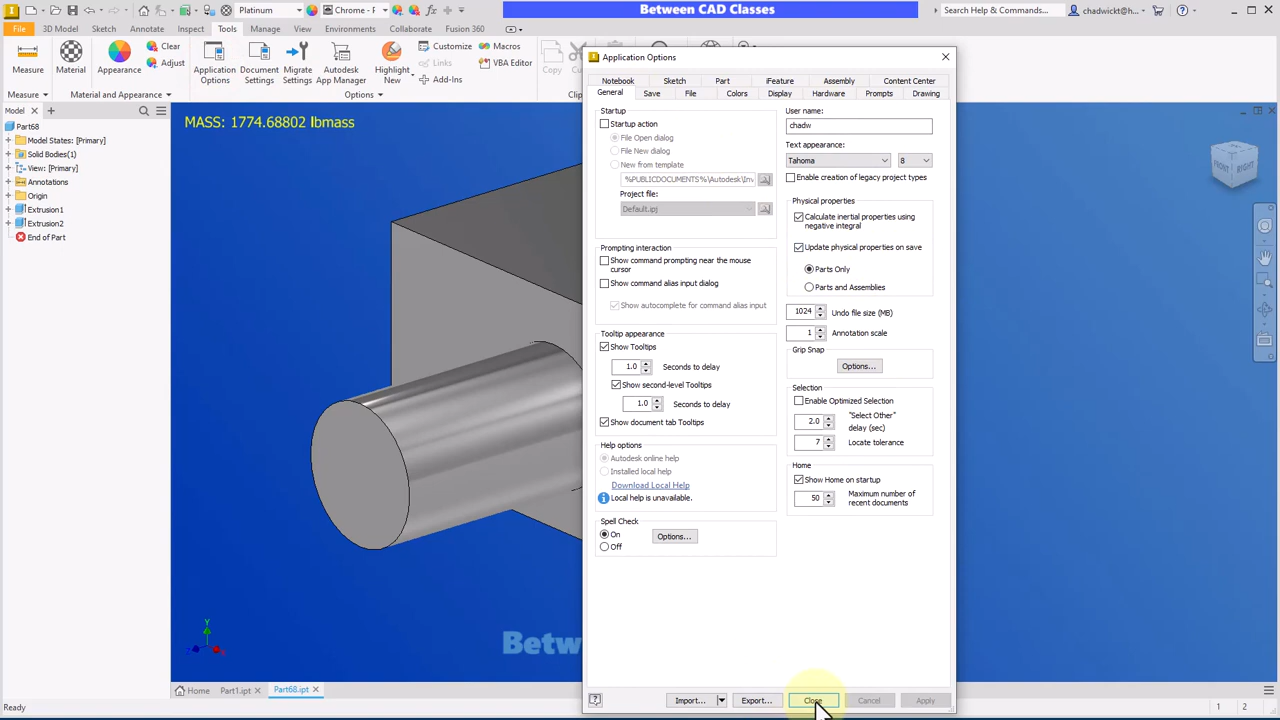 Between CAD Classes
Platinum
Chrome - P
Search Help & Commands...
chadwickt...
File
3D Model
Sketch
Annotate
Inspect
Tools
Manage
View
Environments
Collaborate
Fusion 360
Measure
Material
Appearance
Clear
Adjust
Application
Options
Document
Settings
Migrate
Settings
Autodesk
App Manager
Highlight
New
Customize
Links
Add-Ins
Macros
VBA Editor
Copy
Cut
Measure
Material and Appearance
Options
Clip
Model
Part68
Model States: [Primary]
Solid Bodies(1)
View: [Primary]
Annotations
Origin
Extrusion1
Extrusion2
End of Part
MASS: 1774.68802 lbmass
FRONT
RIGHT
Application Options
Notebook
Sketch
Part
iFeature
Assembly
Content Center
General
Save
File
Colors
Display
Hardware
Prompts
Drawing
Startup
Startup action
File Open dialog
File New dialog
New from template
%PUBLICDOCUMENTS%\Autodesk\Inv
Project file:
Default.ipj
Prompting interaction
Show command prompting near the mouse
cursor
Show command alias input dialog
Show autocomplete for command alias input
Tooltip appearance
Show Tooltips
1.0 Seconds to delay
Show second-level Tooltips
1.0 Seconds to delay
Show document tab Tooltips
Help options
Autodesk online help
Installed local help
Download Local Help
Local help is unavailable.
Spell Check
On
Off
Options...
User name:
chadw
Text appearance:
Tahoma
8
Enable creation of legacy project types
Physical properties
Calculate inertial properties using
negative integral
Update physical properties on save
Parts Only
Parts and Assemblies
1024 Undo file size (MB)
1 Annotation scale
Grip Snap
Options...
Selection
Enable Optimized Selection
2.0 "Select Other"
delay (sec)
7 Locate tolerance
Home
Show Home on startup
50 Maximum number of
recent documents
Import...
Export...
Close
Cancel
Apply
Y
Z
X
Betwe
Home
Part1.ipt
Part68.ipt
Ready
1 2